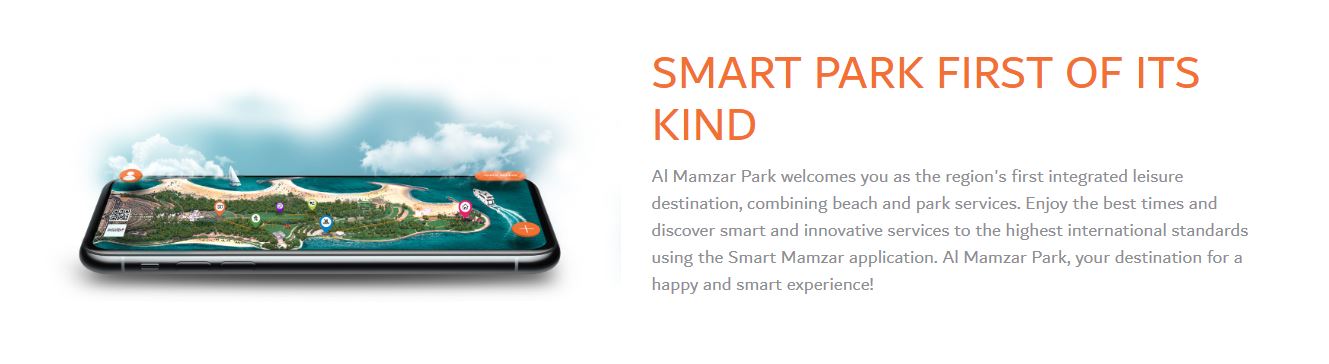 SMART PARK FIRST OF ITS
KIND
Al Mamzar Park welcomes you as the region's first integrated leisure
destination, combining beach and park services. Enjoy the best times and
discover smart and innovative services to the highest international standards
using the Smart Mamzar application. Al Mamzar Park, your destination for a
happy and smart experience!